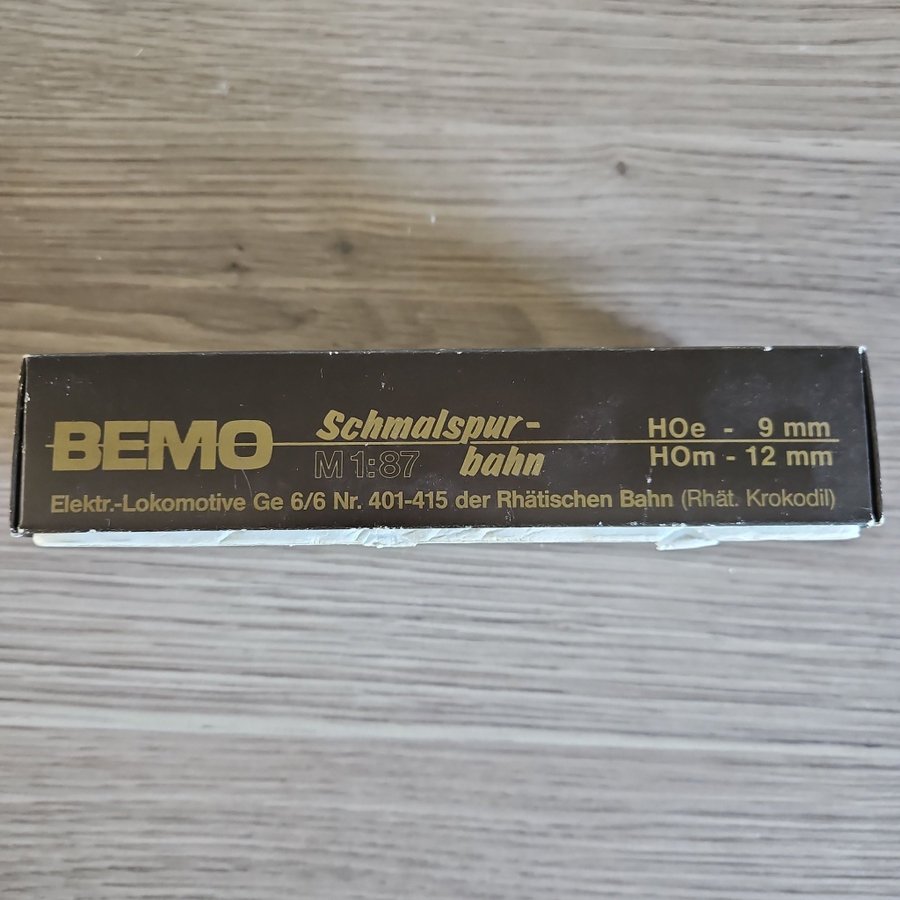 BEMO
Schmalspur-
bahn
M 1:87
HOe - 9 mm
HOm - 12 mm
Elektr.-Lokomotive Ge 6/6 Nr. 401-415 der Rhätischen Bahn (Rhät. Krokodil)